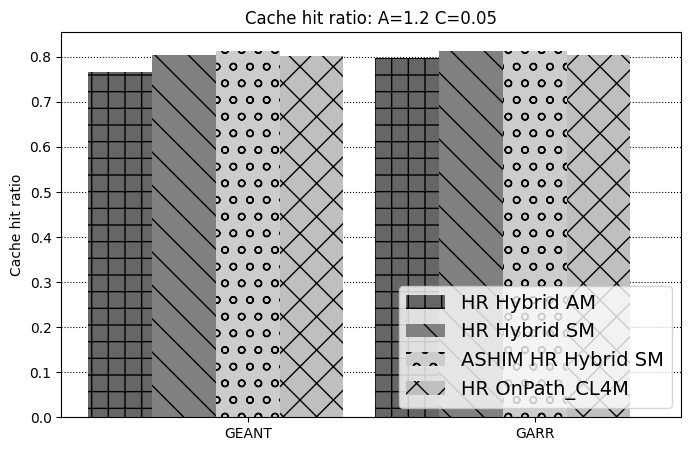 Cache hit ratio: A=1.2 C=0.05
Cache hit ratio
0.8
0.7
0.6
0.5
0.4
0.3
0.2
0.1
0.0
GEANT
GARR
HR Hybrid AM
HR Hybrid SM
ASHIM HR Hybrid SM
HR OnPath_CL4M